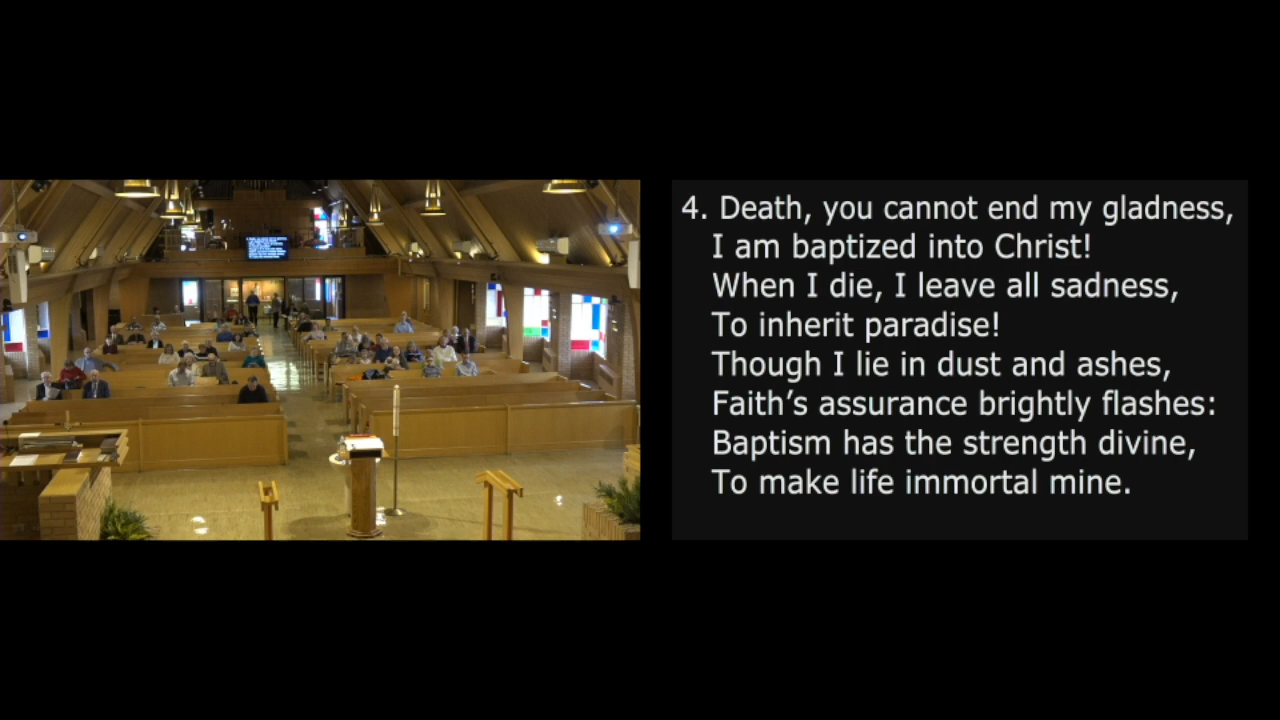 4. Death, you cannot end my gladness,
I am baptized into Christ!
When I die, I leave all sadness,
To inherit paradise!
Though I lie in dust and ashes,
Faith’s assurance brightly flashes:
Baptism has the strength divine,
To make life immortal mine.